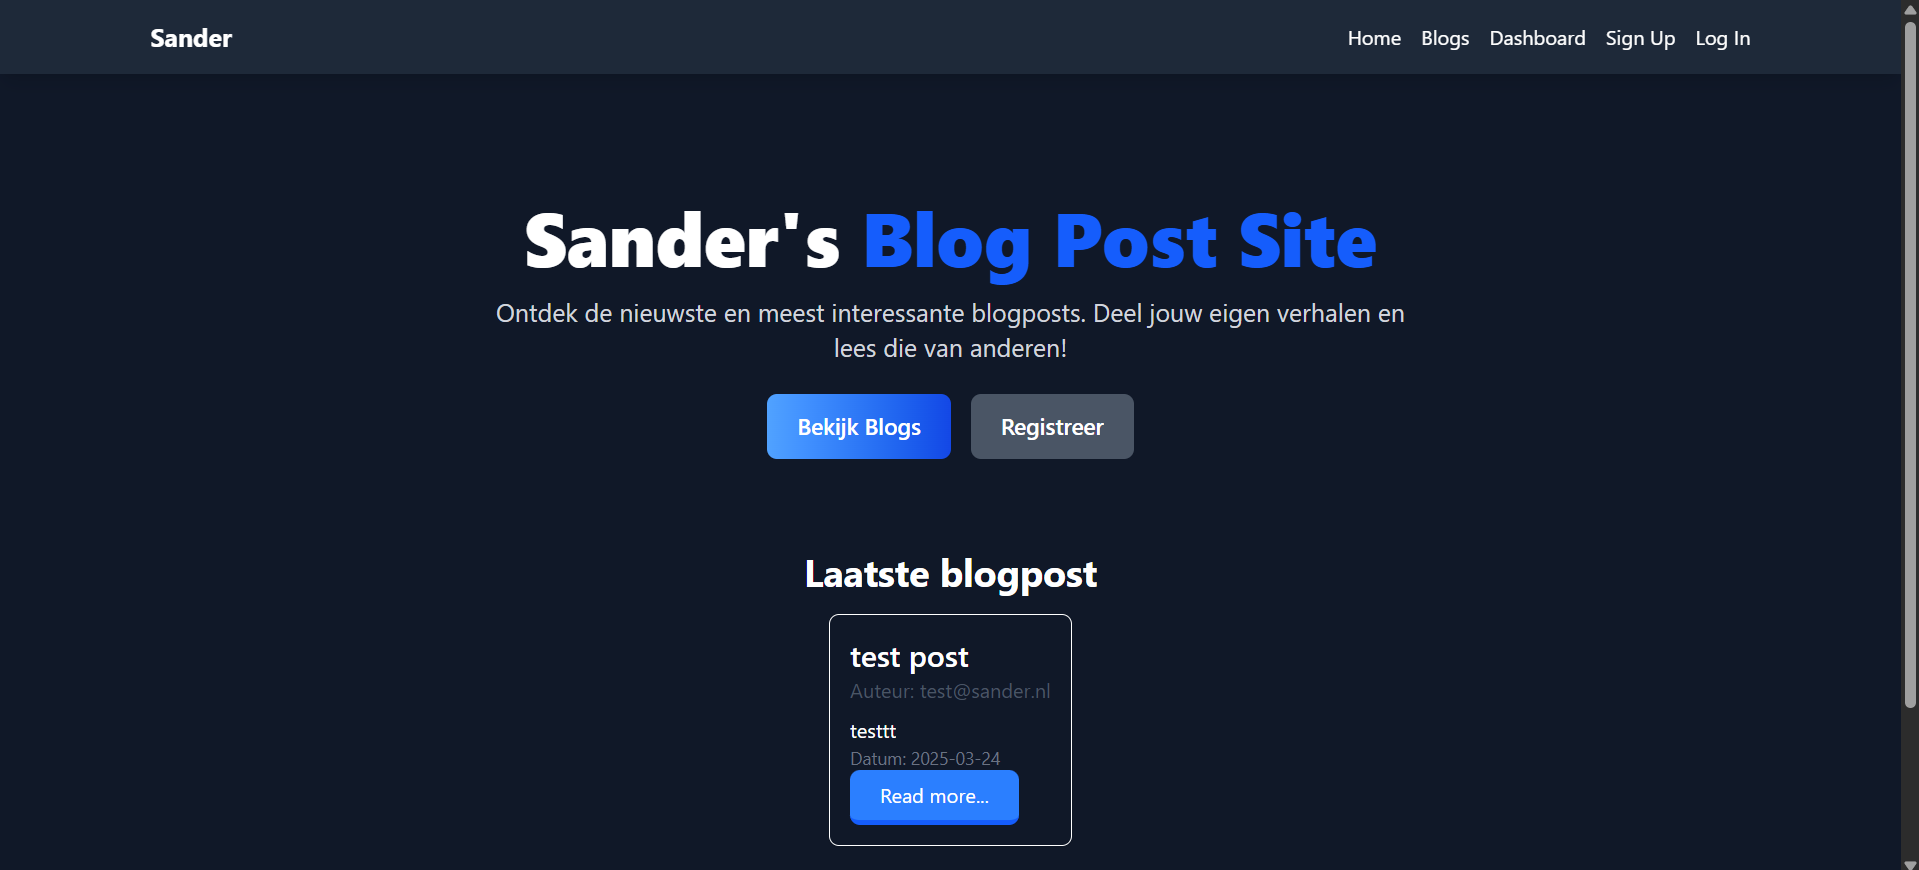 Sander
Home Blogs Dashboard Sign Up Log In
Sander's Blog Post Site
Ontdek de nieuwste en meest interessante blogposts. Deel jouw eigen verhalen en
lees die van anderen!
Bekijk Blogs
Registreer
Laatste blogpost
test post
Auteur: test@sander.nl
testtt
Datum: 2025-03-24
Read more...